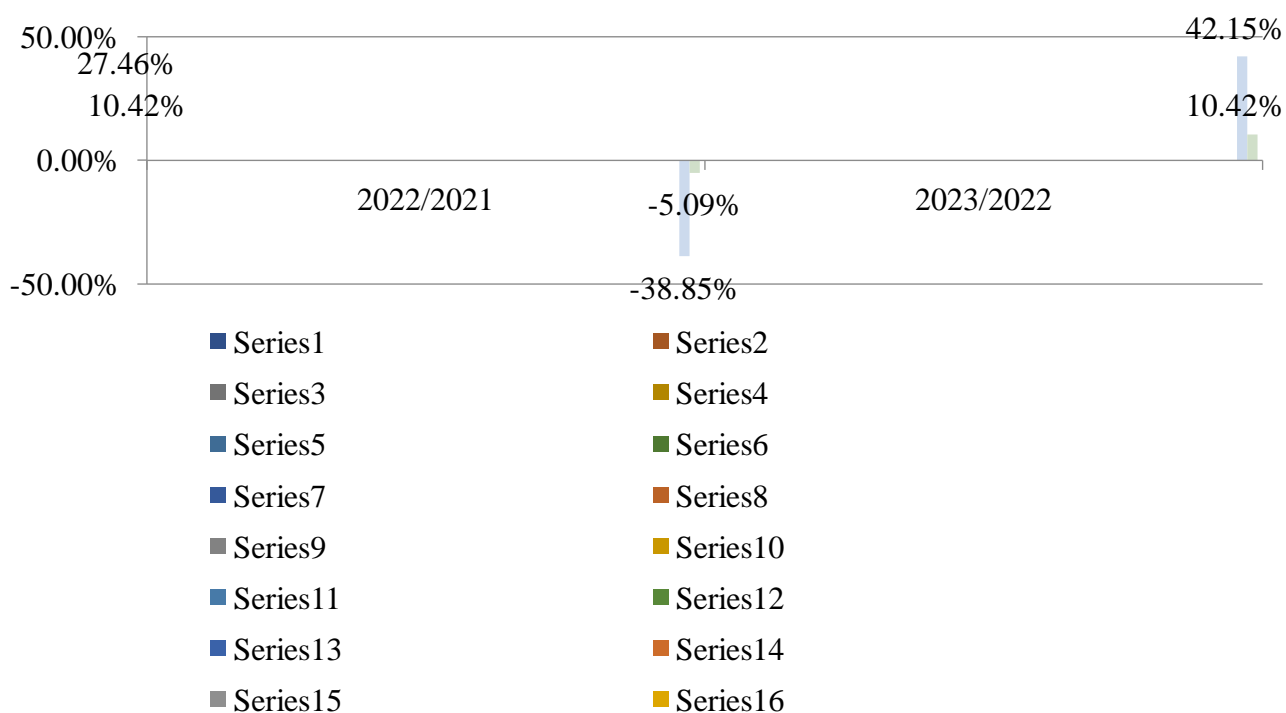 42.15%
50.00%
27.46%
10.42%
10.42%
0.00%
2022/2021
-5.09%
2023/2022
-50.00%
-38.85%
Series1
Series2
Series3
Series4
Series5
Series6
Series7
Series8
Series9
Series10
Series11
Series12
Series13
Series14
Series15
Series16